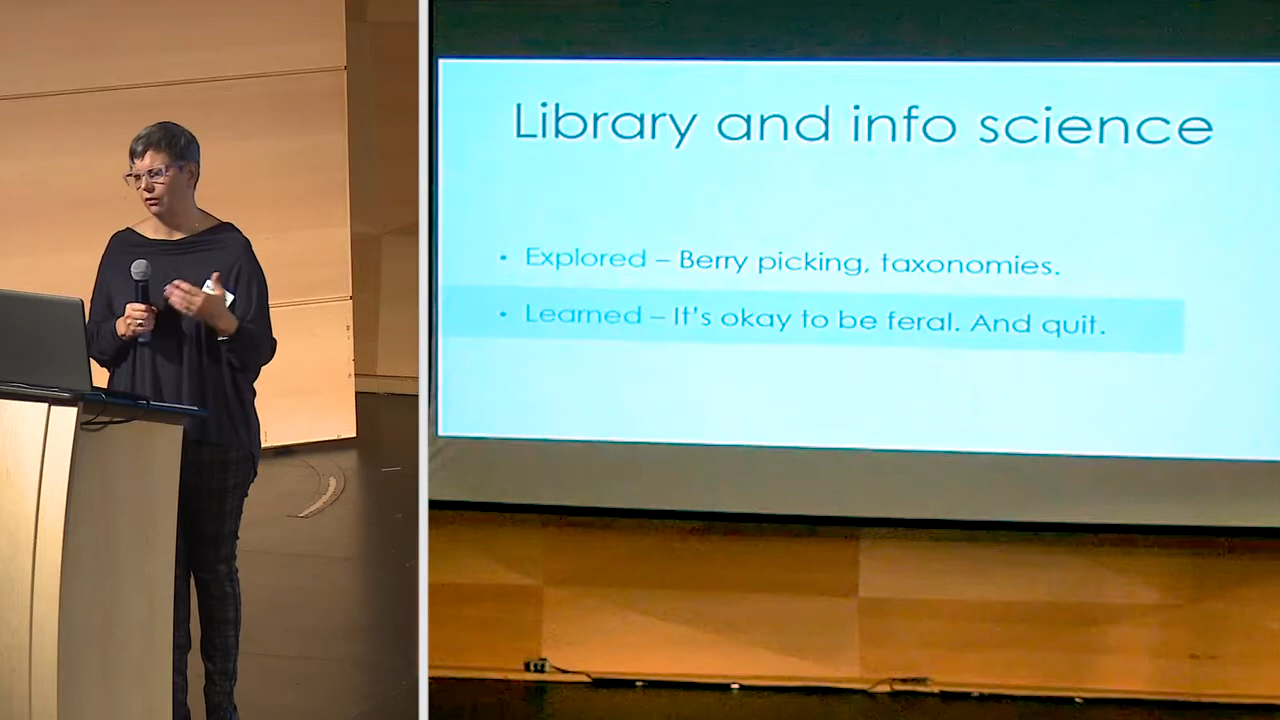 Library and info science
• Explored – Berry picking, taxonomies.
• Learned – It's okay to be feral. And quit.